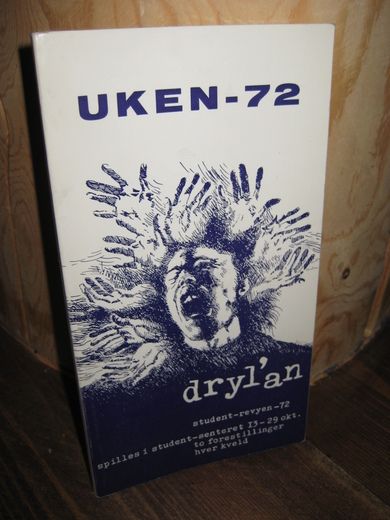 UKEN-72
dryl'an
student-revyen-72
spilles i student-senteret 13-29 okt.
to forestillinger
hver kveld